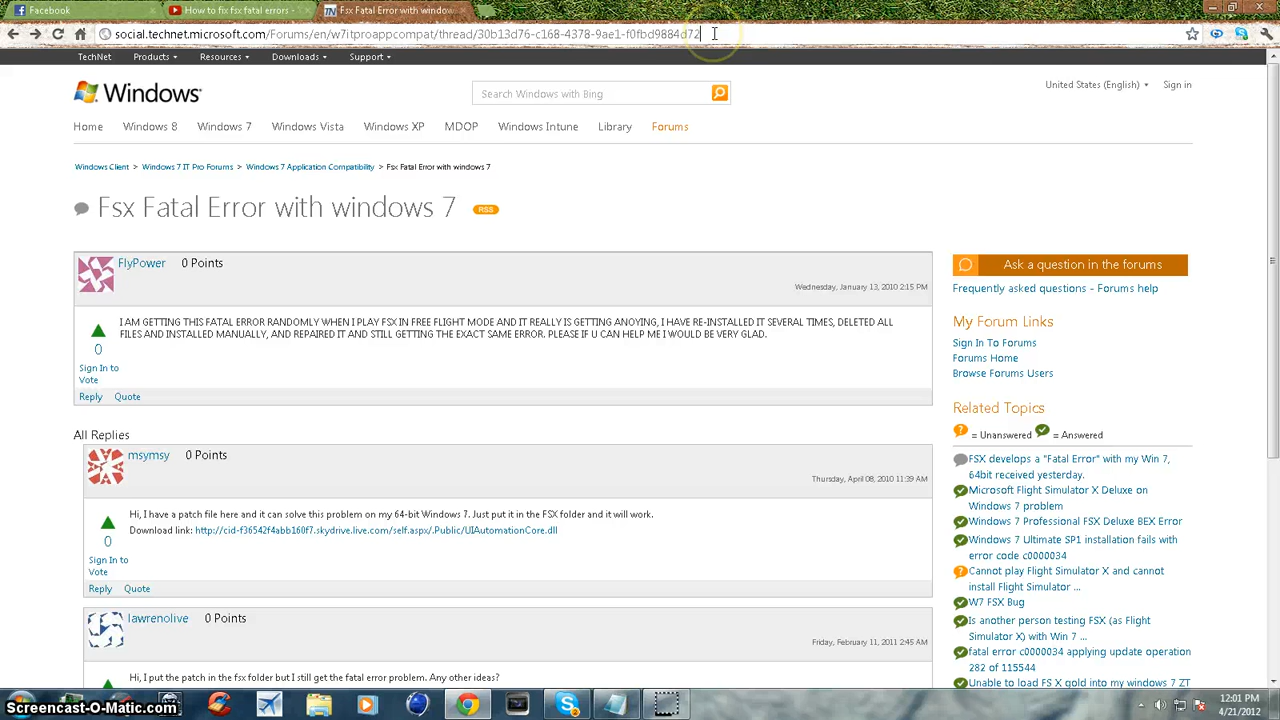 Facebook
How to fix fsx fatal errors -
Fsx Fatal Error with window
social.technet.microsoft.com/Forums/en/w7itproappcompat/thread/30b13d76-c168-4378-9ae1-f0fbd9884d72
TechNet Products Resources Downloads Support
Windows
Search Windows with Bing
United States (English) Sign in
Home Windows 8 Windows 7 Windows Vista Windows XP MDOP Windows Intune Library Forums
Windows Client > Windows 7 IT Pro Forums > Windows 7 Application Compatibility > Fsx Fatal Error with windows 7
Fsx Fatal Error with windows 7 RSS
FlyPower 0 Points
Wednesday, January 13, 2010 2:15 PM
I AM GETTING THIS FATAL ERROR RANDOMLY WHEN I PLAY FSX IN FREE FLIGHT MODE AND IT REALLY IS GETTING ANOYING, I HAVE RE-INSTALLED IT SEVERAL TIMES, DELETED ALL
FILES AND INSTALLED MANUALLY, AND REPAIRED IT AND STILL GETTING THE EXACT SAME ERROR. PLEASE IF U CAN HELP ME I WOULD BE VERY GLAD.
0
Sign In to
Vote
Reply Quote
All Replies
msymsy 0 Points
Thursday, April 08, 2010 11:39 AM
Hi, I have a patch file here and it can solve this problem on my 64-bit Windows 7. Just put it in the FSX folder and it will work.
Download link: http://cid-f36542f4abb160f7.skydrive.live.com/self.aspx/.Public/UIAutomationCore.dll
0
Sign In to
Vote
Reply Quote
lawrenolive 0 Points
Friday, February 11, 2011 2:45 AM
Hi, I put the patch in the fsx folder but I still get the fatal error problem. Any other ideas?
Ask a question in the forums
Frequently asked questions - Forums help
My Forum Links
Sign In To Forums
Forums Home
Browse Forums Users
Related Topics
= Unanswered = Answered
FSX develops a "Fatal Error" with my Win 7,
64bit received yesterday.
Microsoft Flight Simulator X Deluxe on
Windows 7 problem
Windows 7 Professional FSX Deluxe BEX Error
Windows 7 Ultimate SP1 installation fails with
error code c0000034
Cannot play Flight Simulator X and cannot
install Flight Simulator ...
W7 FSX Bug
Is another person testing FSX (as Flight
Simulator X) with Win 7 ...
fatal error c0000034 applying update operation
282 of 115544
Unable to load FS X gold into my windows 7 ZT
Screencast-O-Matic.com
12:01 PM
4/21/2012